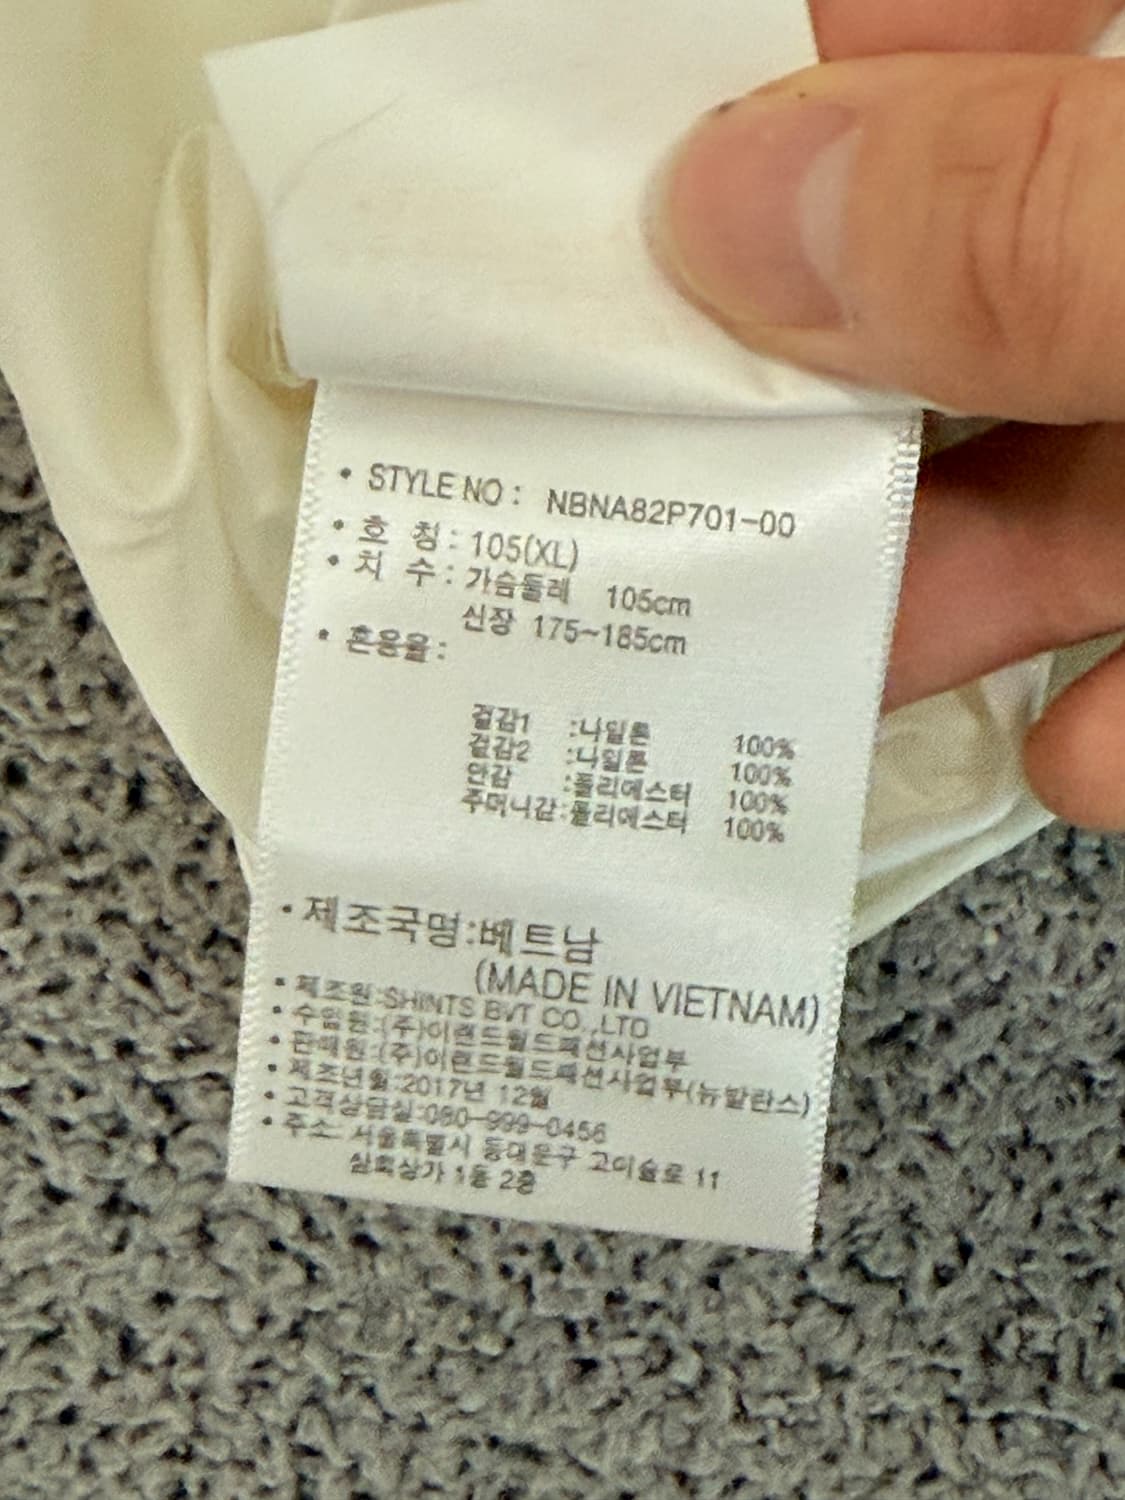 • STYLE NO : NBNA82P701-00
• 호 칭 : 105(XL)
• 치 수 : 가슴둘레 105cm
신장 175~185cm
• 혼용율 :
겉감1 :나일론 100%
겉감2 :나일론 100%
안감 :폴리에스터 100%
주머니감:폴리에스터 100%
• 제조국명:베트남
(MADE IN VIETNAM)
• 제조원:SHINTS BVT CO.,LTD
• 수입원:(주)이랜드월드패션사업부
• 판매원:(주)이랜드월드패션사업부(뉴발란스)
• 제조년월:2017년 12월
• 고객상담실:080-999-0456
• 주소: 서울특별시 동대문구 고미술로 11
삼희상가 1동 2층